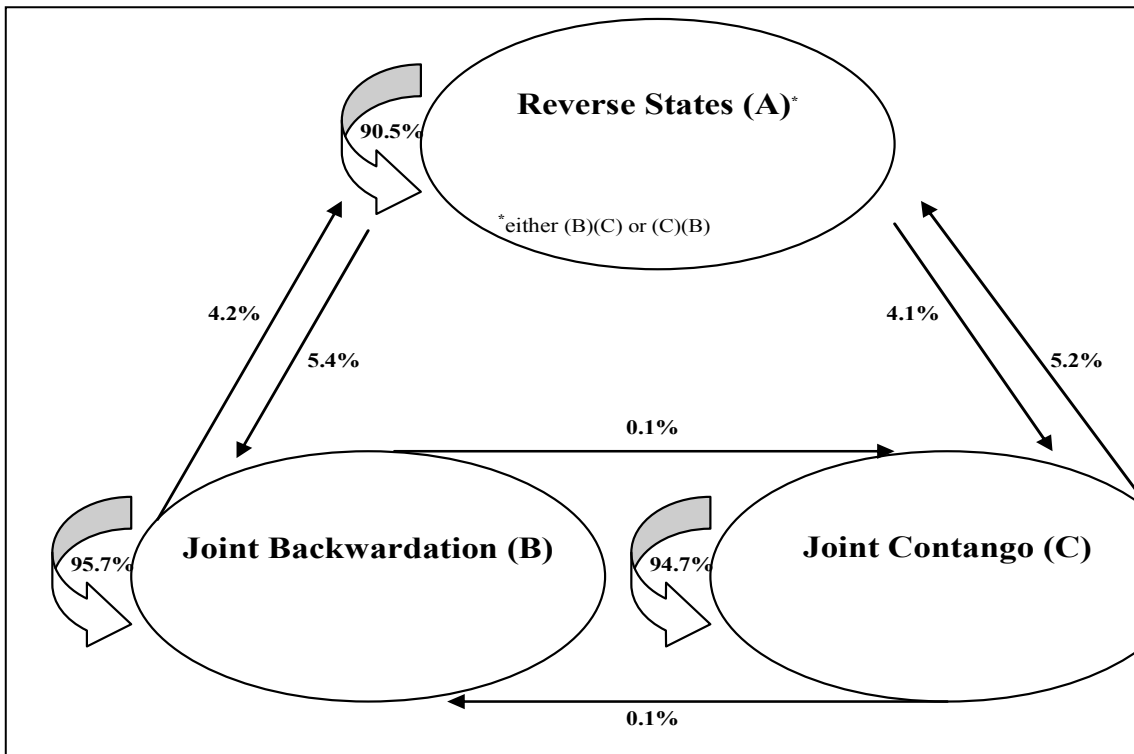 Reverse States (A)*
90.5%
*either (B)(C) or (C)(B)
4.2%
5.4%
4.1%
5.2%
0.1%
Joint Backwardation (B)
95.7%
Joint Contango (C)
94.7%
0.1%